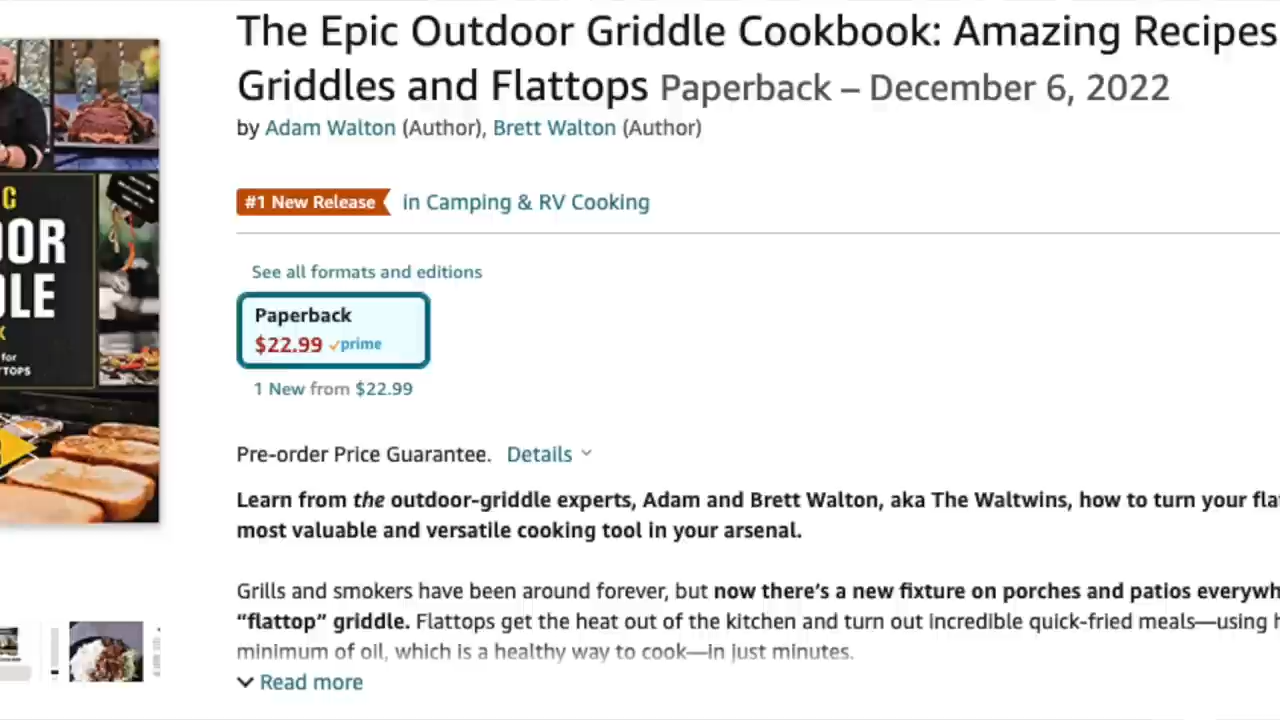 The Epic Outdoor Griddle Cookbook: Amazing Recipes
Griddles and Flattops Paperback – December 6, 2022
by Adam Walton (Author), Brett Walton (Author)
#1 New Release in Camping & RV Cooking
See all formats and editions
Paperback
$22.99 prime
1 New from $22.99
Pre-order Price Guarantee. Details
Learn from the outdoor-griddle experts, Adam and Brett Walton, aka The Waltwins, how to turn your fla
most valuable and versatile cooking tool in your arsenal.
Grills and smokers have been around forever, but now there's a new fixture on porches and patios everywh
“flattop” griddle. Flattops get the heat out of the kitchen and turn out incredible quick-fried meals—using h
minimum of oil, which is a healthy way to cook—in just minutes.
Read more
C
OOR
DLE
K
for
TTOPS